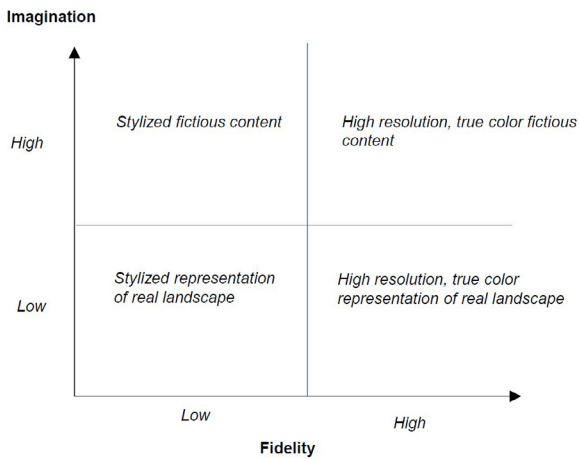 Imagination
High
Stylized fictious content
High resolution, true color fictious
content
Low
Stylized representation
of real landscape
High resolution, true color
representation of real landscape
Low
High
Fidelity